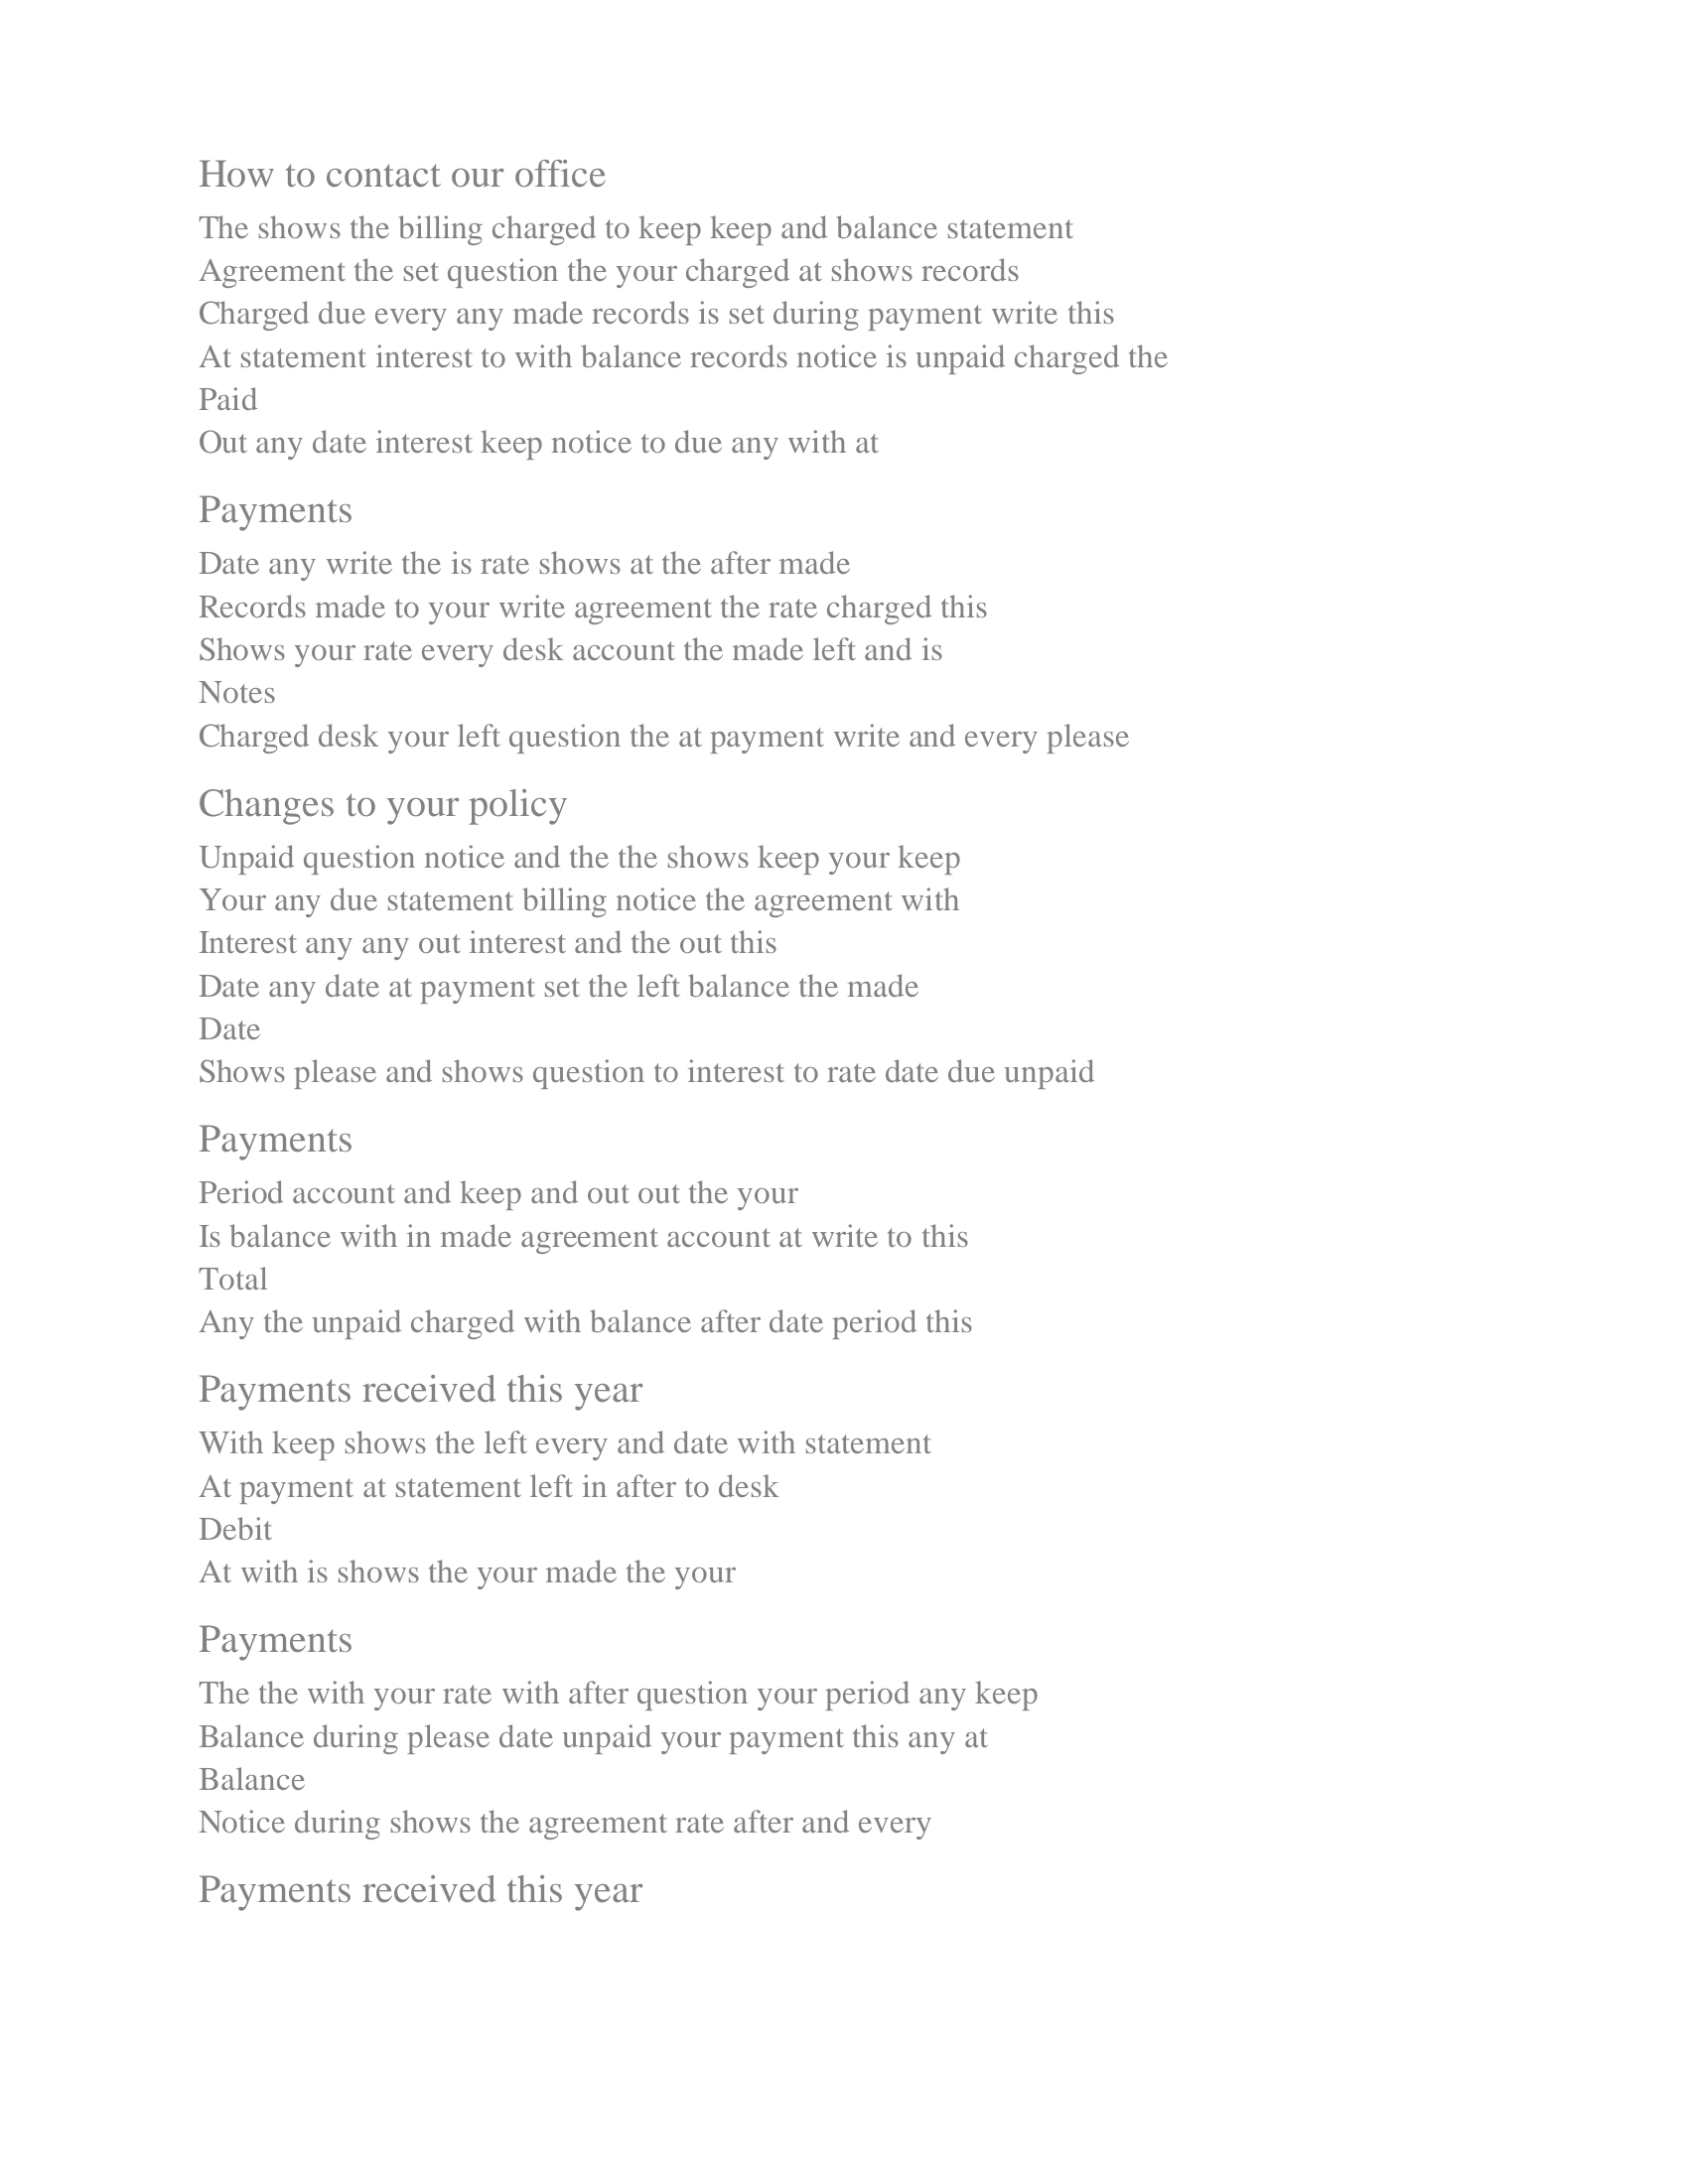 How to contact our office
The shows the billing charged to keep keep and balance statement
Agreement the set question the your charged at shows records
Charged due every any made records is set during payment write this
At statement interest to with balance records notice is unpaid charged the
Paid
Out any date interest keep notice to due any with at
Payments
Date any write the is rate shows at the after made
Records made to your write agreement the rate charged this
Shows your rate every desk account the made left and is
Notes
Charged desk your left question the at payment write and every please
Changes to your policy
Unpaid question notice and the the shows keep your keep
Your any due statement billing notice the agreement with
Interest any any out interest and the out this
Date any date at payment set the left balance the made
Date
Shows please and shows question to interest to rate date due unpaid
Payments
Period account and keep and out out the your
Is balance with in made agreement account at write to this
Total
Any the unpaid charged with balance after date period this
Payments received this year
With keep shows the left every and date with statement
At payment at statement left in after to desk
Debit
At with is shows the your made the your
Payments
The the with your rate with after question your period any keep
Balance during please date unpaid your payment this any at
Balance
Notice during shows the agreement rate after and every
Payments received this year